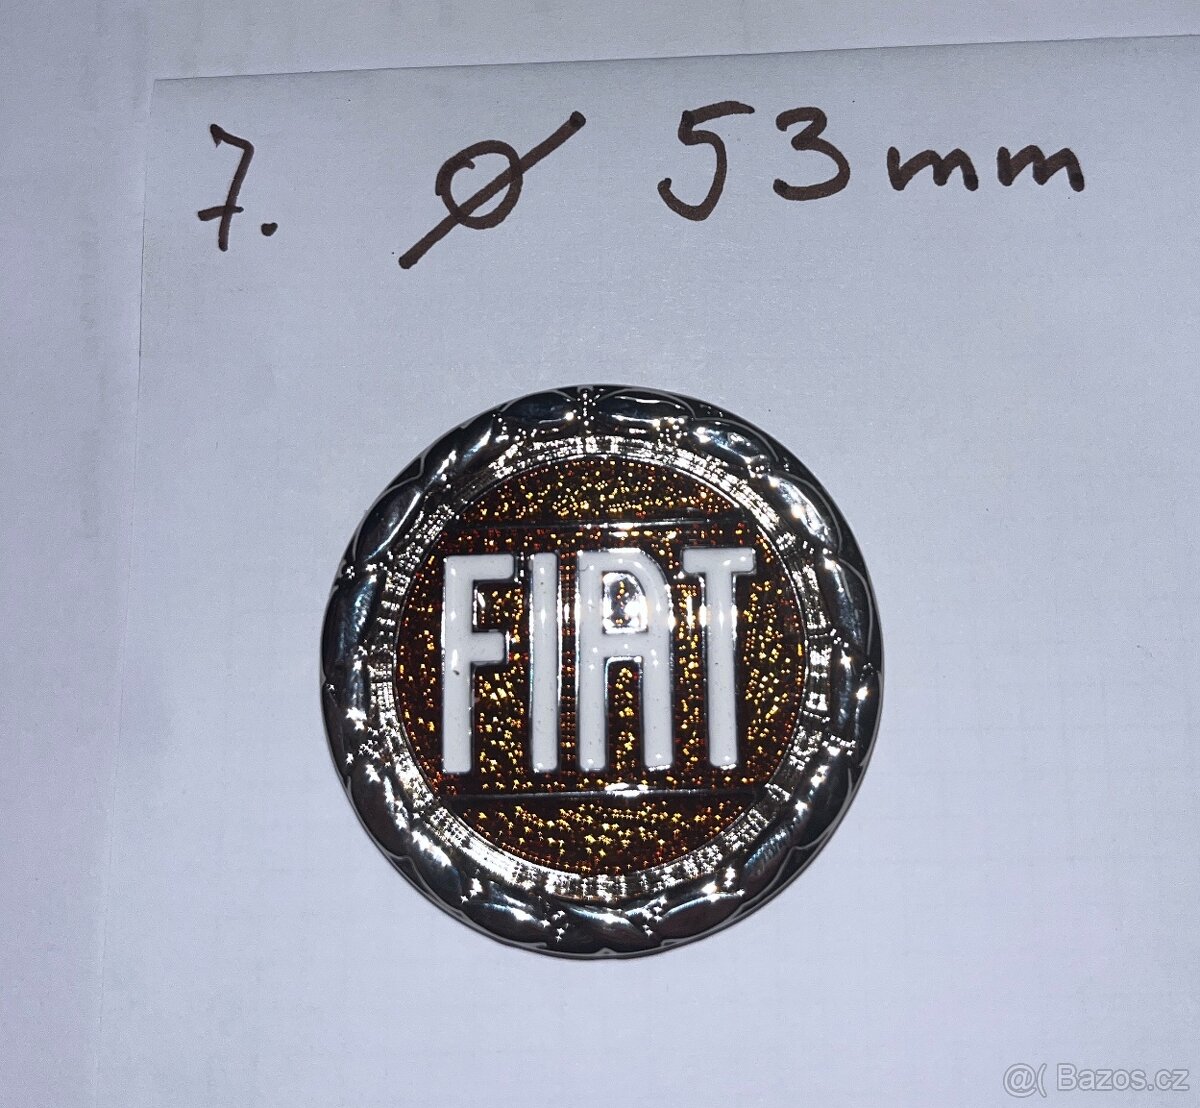 7. ⌀ 53mm
FIAT
@( Bazos.cz